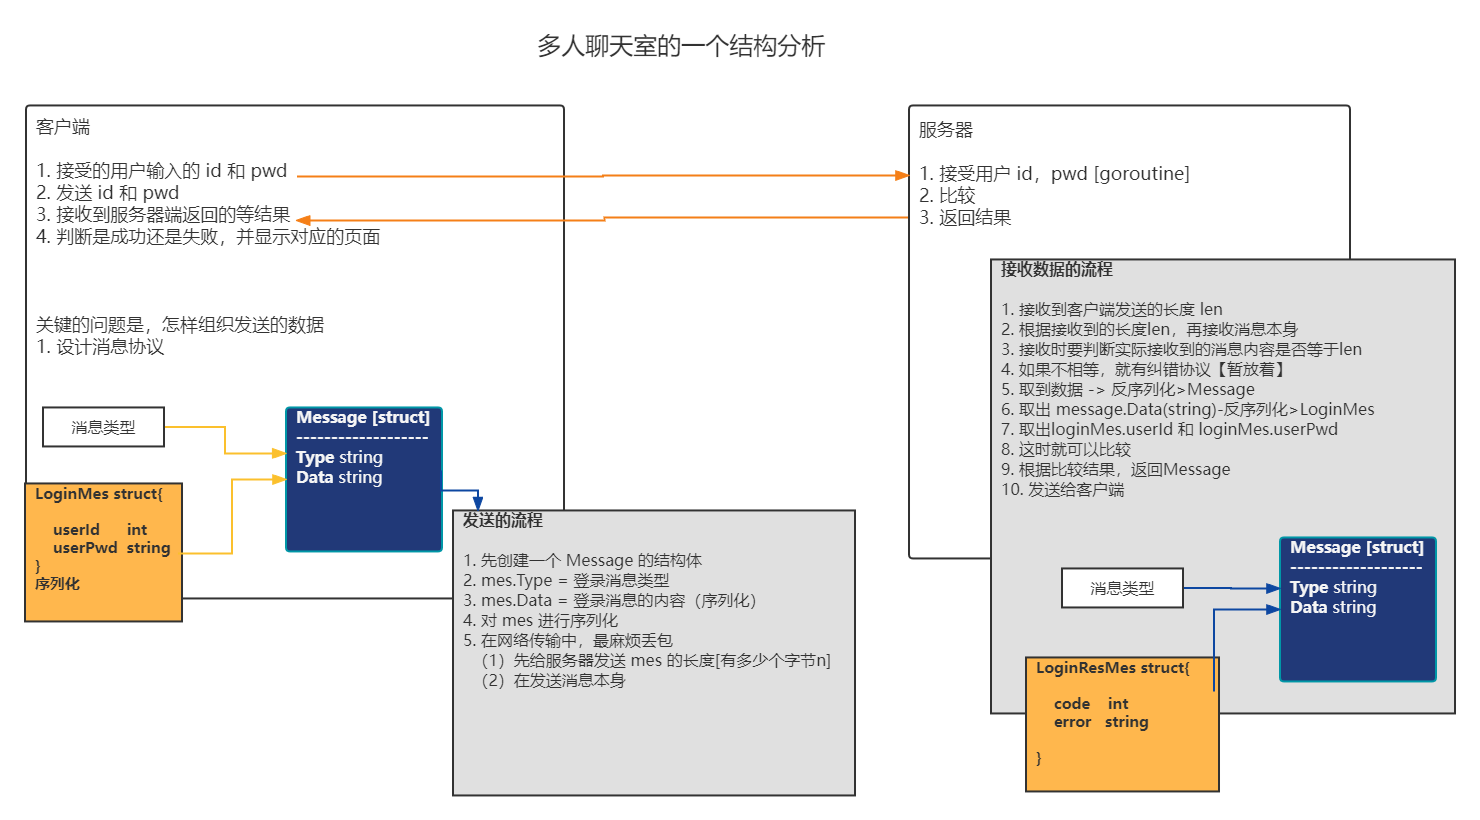 多人聊天室的一个结构分析
客户端
1. 接受的用户输入的 id 和 pwd
2. 发送 id 和 pwd
3. 接收到服务器端返回的等结果
4. 判断是成功还是失败，并显示对应的页面
关键的问题是，怎样组织发送的数据
1. 设计消息协议
消息类型
Message [struct]
-------------------
Type string
Data string
LoginMes struct{
userId int
userPwd string
}
序列化
发送的流程
1. 先创建一个 Message 的结构体
2. mes.Type = 登录消息类型
3. mes.Data = 登录消息的内容（序列化）
4. 对 mes 进行序列化
5. 在网络传输中，最麻烦丢包
（1）先给服务器发送 mes 的长度[有多少个字节n]
（2）在发送消息本身
服务器
1. 接受用户 id，pwd [goroutine]
2. 比较
3. 返回结果
接收数据的流程
1. 接收到客户端发送的长度 len
2. 根据接收到的长度len，再接收消息本身
3. 接收时要判断实际接收到的消息内容是否等于len
4. 如果不相等，就有纠错协议【暂放着】
5. 取到数据 -> 反序列化>Message
6. 取出 message.Data(string)-反序列化>LoginMes
7. 取出loginMes.userId 和 loginMes.userPwd
8. 这时就可以比较
9. 根据比较结果，返回Message
10. 发送给客户端
消息类型
Message [struct]
-------------------
Type string
Data string
LoginResMes struct{
code int
error string
}